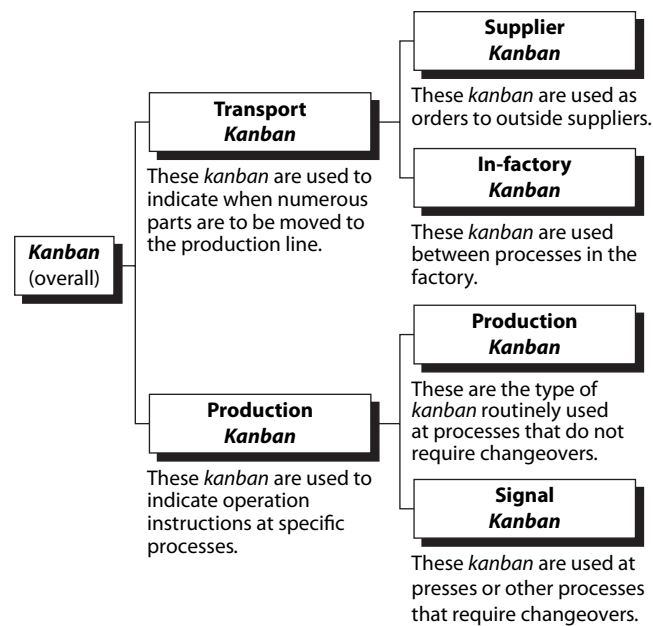 Supplier
Kanban
These kanban are used as
orders to outside suppliers.
Transport
Kanban
These kanban are used to
indicate when numerous
parts are to be moved to
the production line.
In-factory
Kanban
These kanban are used
between processes in the
factory.
Kanban
(overall)
Production
Kanban
These are the type of
kanban routinely used
at processes that do not
require changeovers.
Production
Kanban
These kanban are used to
indicate operation
instructions at specific
processes.
Signal
Kanban
These kanban are used at
presses or other processes
that require changeovers.